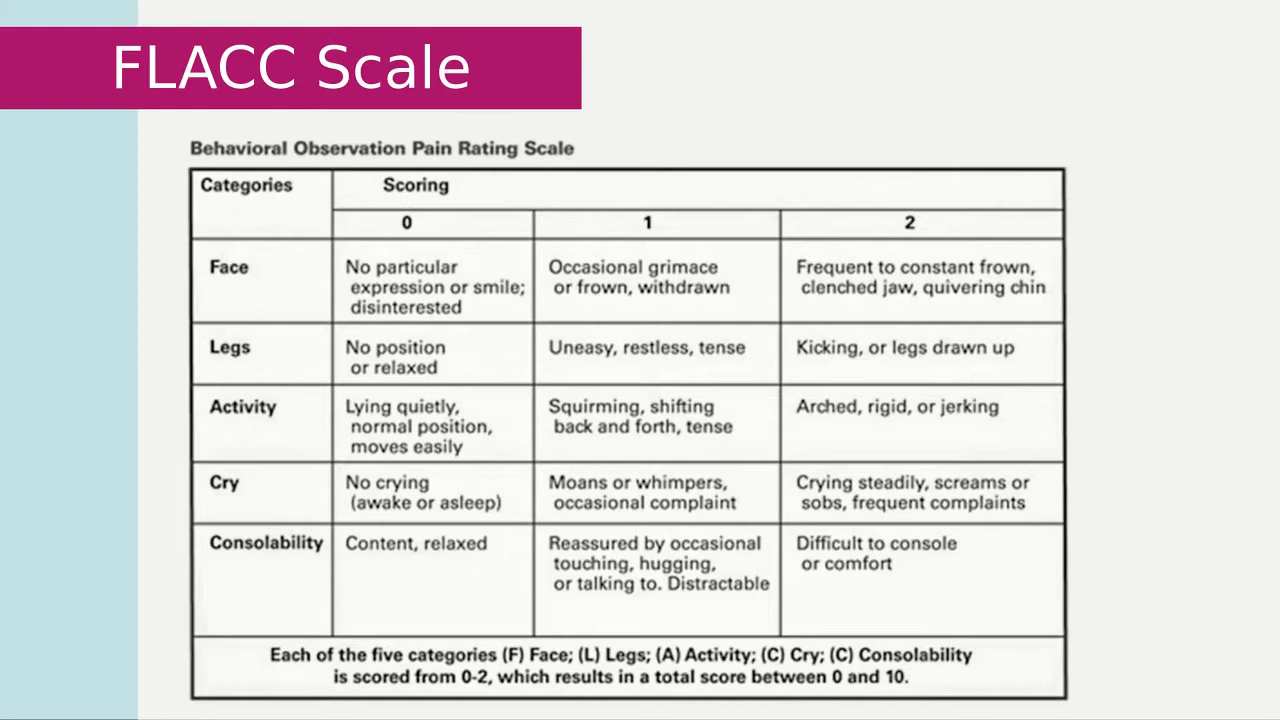 FLACC Scale
Behavioral Observation Pain Rating Scale
Categories
Scoring
0
1
2
Face
No particular
expression or smile;
disinterested
Occasional grimace
or frown, withdrawn
Frequent to constant frown,
clenched jaw, quivering chin
Legs
No position
or relaxed
Uneasy, restless, tense
Kicking, or legs drawn up
Activity
Lying quietly,
normal position,
moves easily
Squirming, shifting
back and forth, tense
Arched, rigid, or jerking
Cry
No crying
(awake or asleep)
Moans or whimpers,
occasional complaint
Crying steadily, screams or
sobs, frequent complaints
Consolability
Content, relaxed
Reassured by occasional
touching, hugging,
or talking to. Distractable
Difficult to console
or comfort
Each of the five categories (F) Face; (L) Legs; (A) Activity; (C) Cry; (C) Consolability
is scored from 0-2, which results in a total score between 0 and 10.